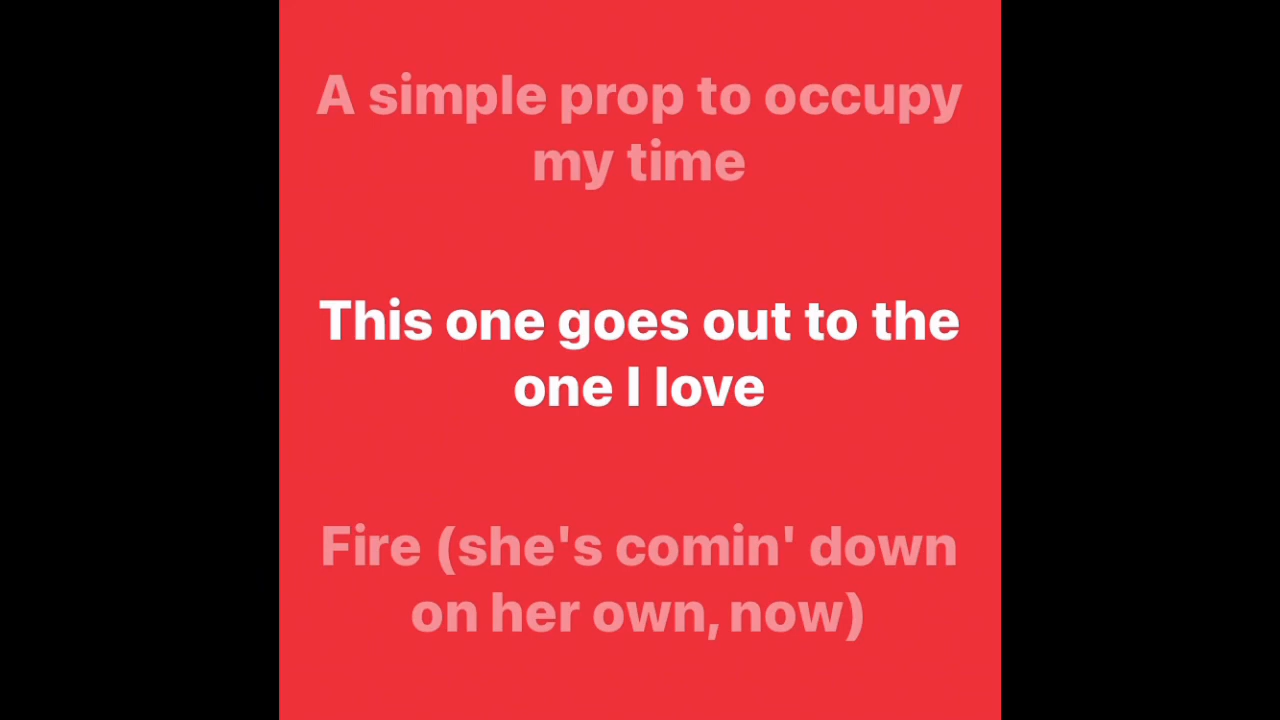 A simple prop to occupy
my time
This one goes out to the
one I love
Fire (she's comin' down
on her own, now)